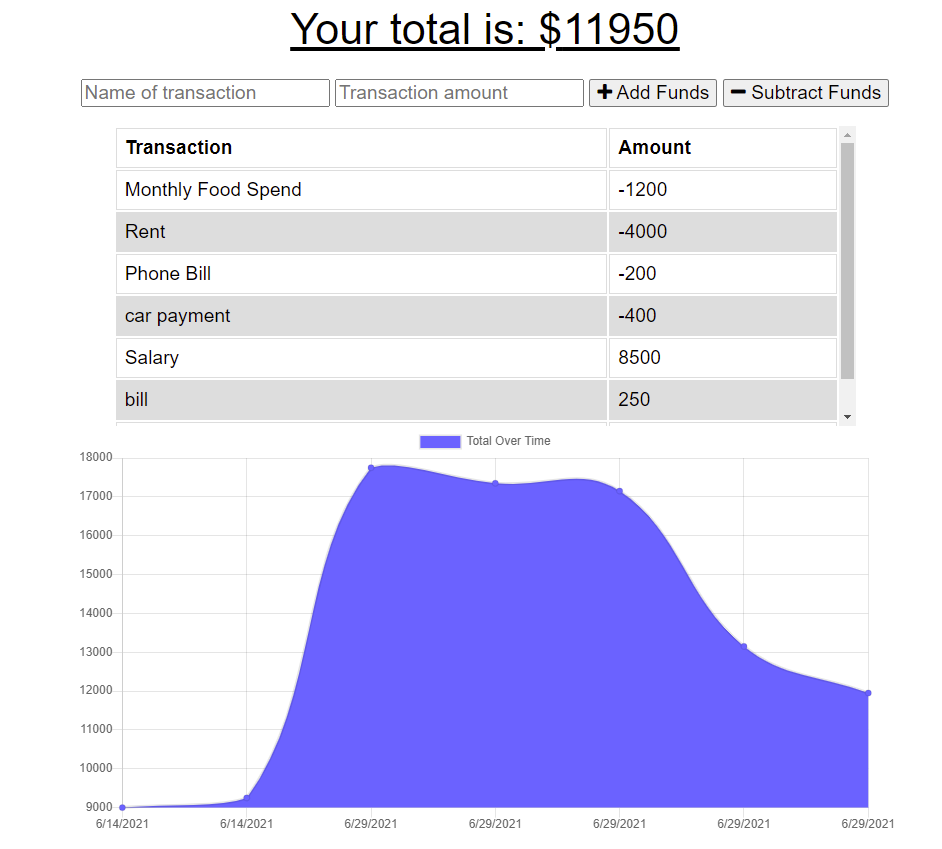 Your total is: $11950
Name of transaction Transaction amount Add Funds Subtract Funds
Transaction Amount
Monthly Food Spend -1200
Rent -4000
Phone Bill -200
car payment -400
Salary 8500
bill 250
Total Over Time
18000
17000
16000
15000
14000
13000
12000
11000
10000
9000
6/14/2021 6/14/2021 6/29/2021 6/29/2021 6/29/2021 6/29/2021 6/29/2021